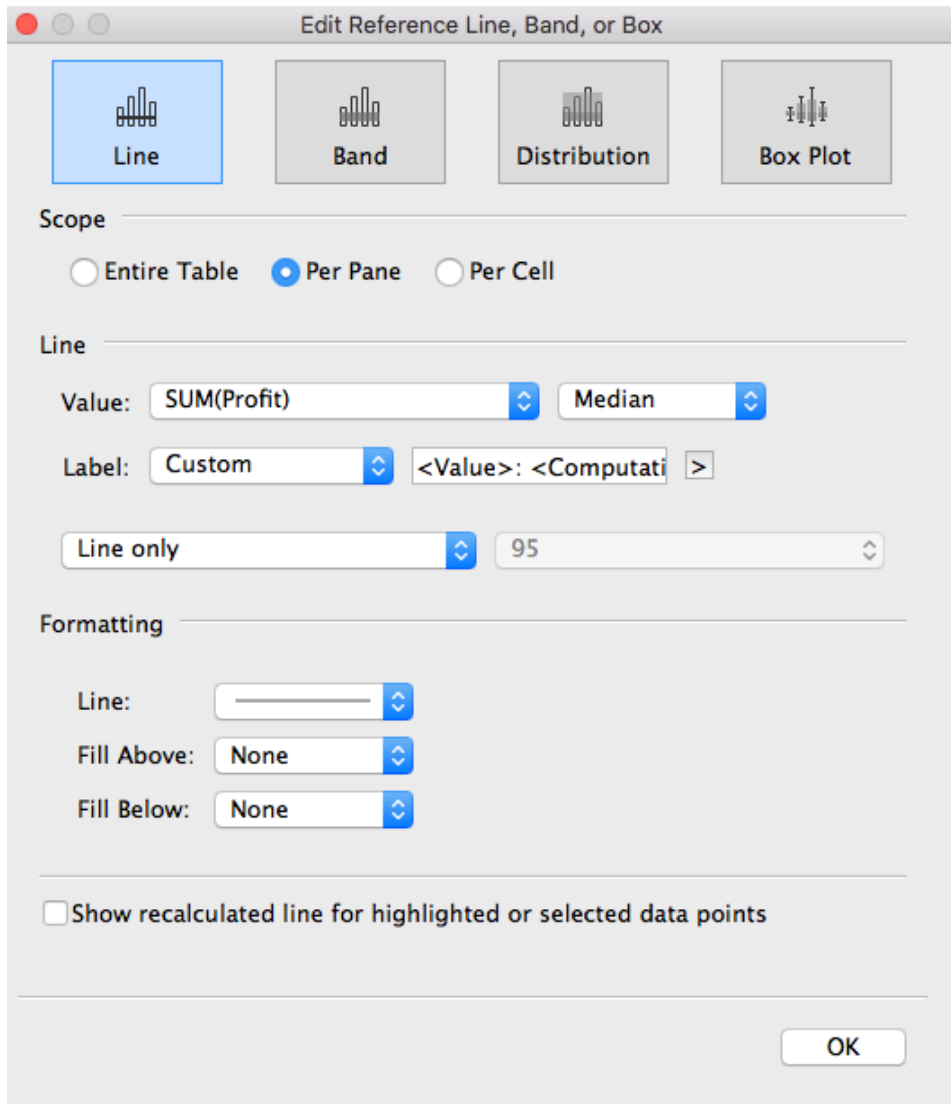 Edit Reference Line, Band, or Box
Line Band Distribution Box Plot
Scope
Entire Table Per Pane Per Cell
Line
Value: SUM(Profit) Median
Label: Custom <Value>: <Computati >
Line only 95
Formatting
Line:
Fill Above: None
Fill Below: None
Show recalculated line for highlighted or selected data points
OK